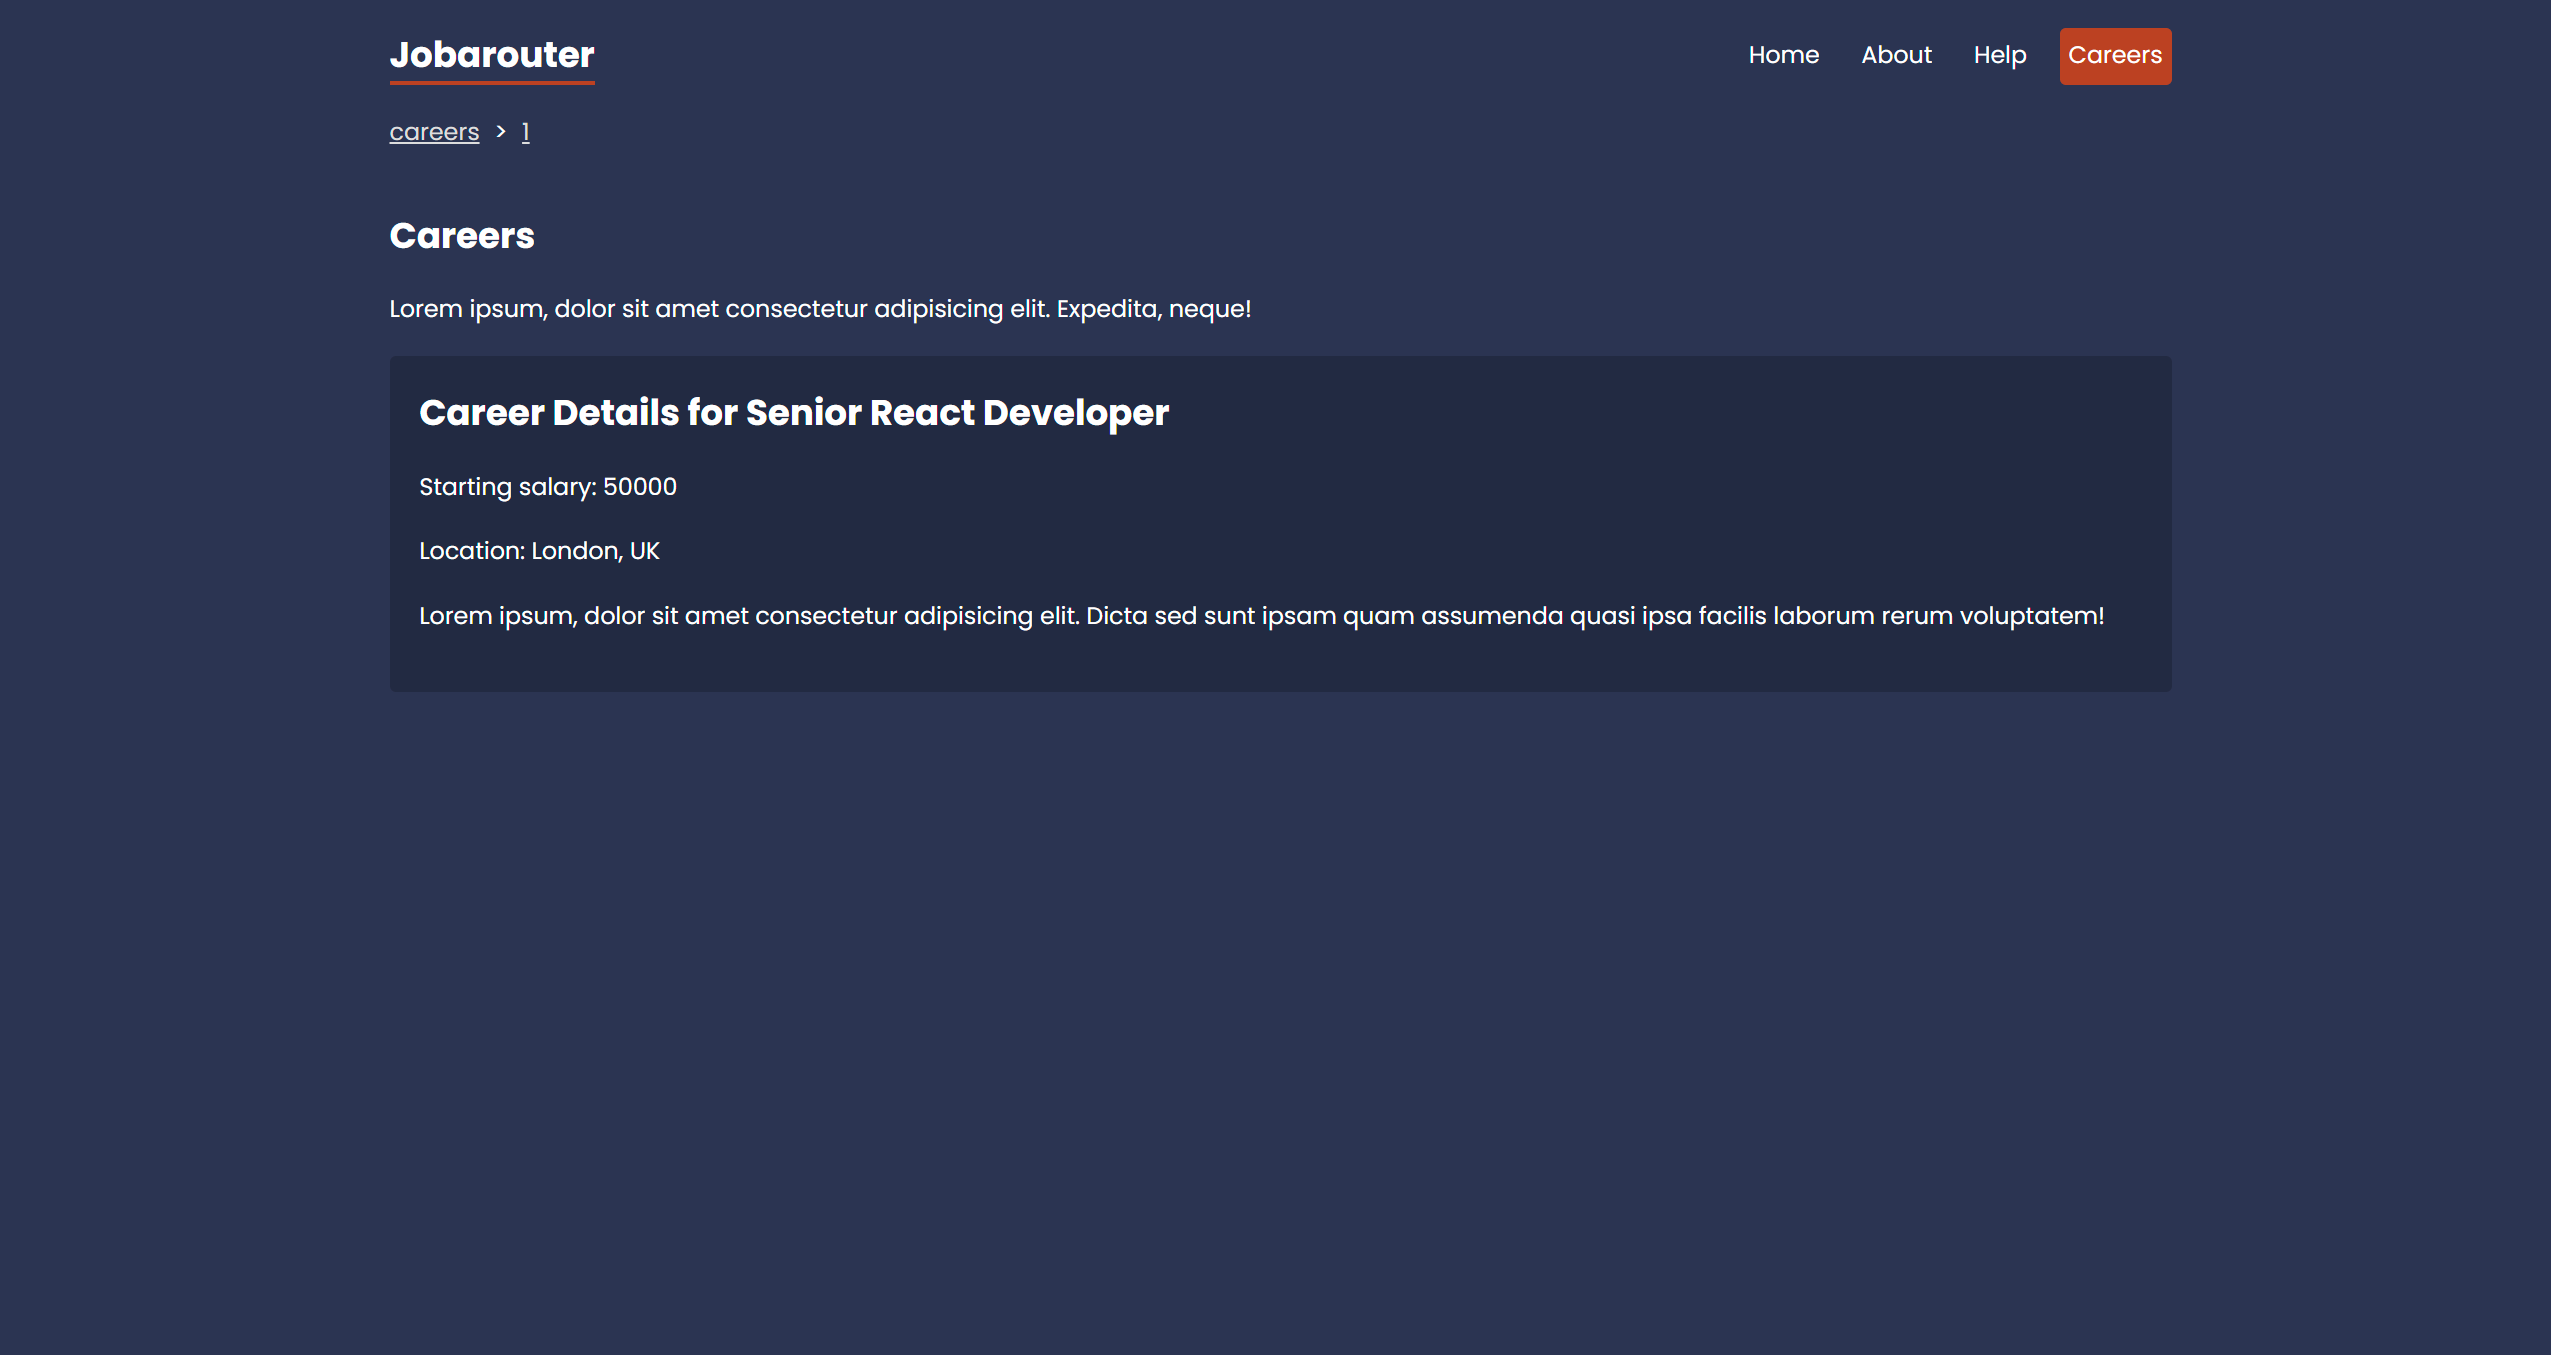 Jobarouter
Home About Help Careers
careers > 1
Careers
Lorem ipsum, dolor sit amet consectetur adipisicing elit. Expedita, neque!
Career Details for Senior React Developer
Starting salary: 50000
Location: London, UK
Lorem ipsum, dolor sit amet consectetur adipisicing elit. Dicta sed sunt ipsam quam assumenda quasi ipsa facilis laborum rerum voluptatem!